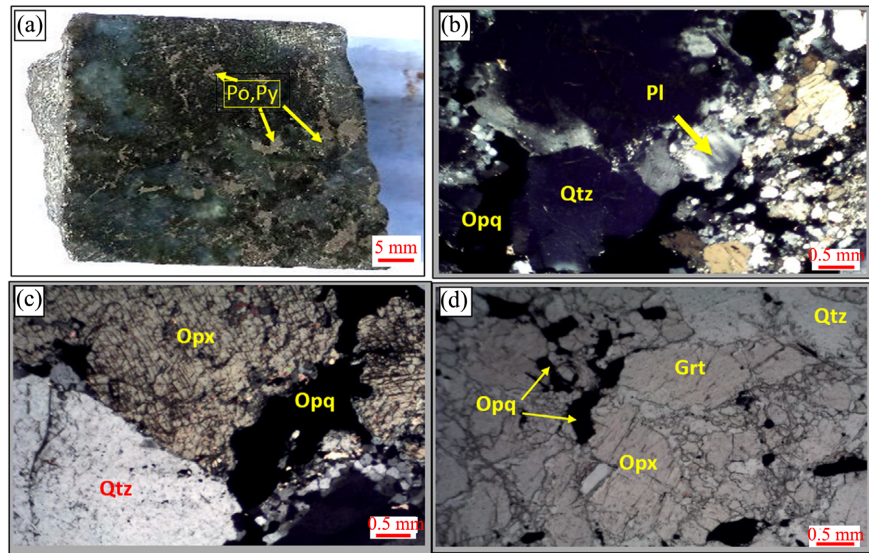 (a)
Po,Py
5 mm
(b)
Pl
Qtz
Opq
0.5 mm
(c)
Opx
Opq
Qtz
0.5 mm
(d)
Qtz
Grt
Opq
Opx
0.5 mm